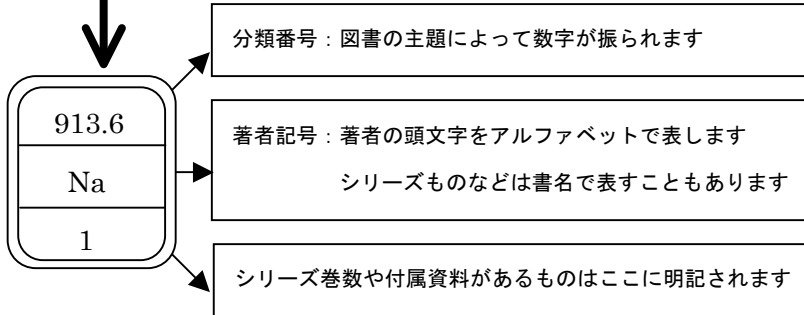 913.6
Na
1
分類番号：図書の主題によって数字が振られます
著者記号：著者の頭文字をアルファベットで表します
シリーズものなどは書名で表すこともあります
シリーズ巻数や付属資料があるものはここに明記されます